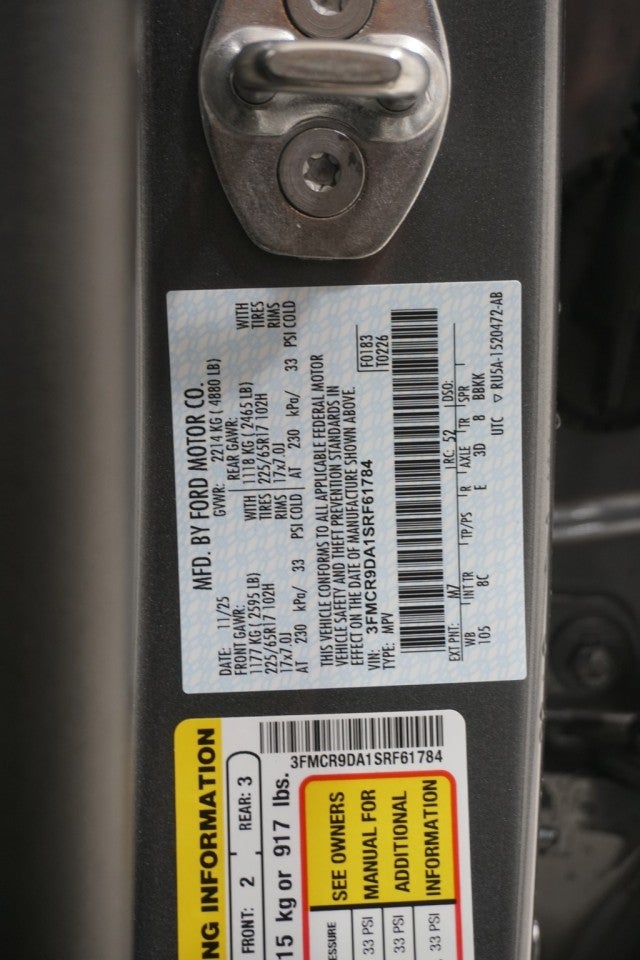 MFD. BY FORD MOTOR CO.
DATE: 11/25 GVWR: 2214 KG ( 4880 LB)
FRONT GAWR: REAR GAWR:
1177 KG ( 2595 LB) WITH 1118 KG ( 2465 LB) WITH
225/65R17 102H TIRES 225/65R17 102H TIRES
17x7.0J RIMS 17x7.0J RIMS
AT 230 kPa/ 33 PSI COLD AT 230 kPa/ 33 PSI COLD
THIS VEHICLE CONFORMS TO ALL APPLICABLE FEDERAL MOTOR
VEHICLE SAFETY AND THEFT PREVENTION STANDARDS IN
EFFECT ON THE DATE OF MANUFACTURE SHOWN ABOVE.
VIN: 3FMCR9DA1SRF61784
TYPE: MPV
F0183
T0226
EXT PNT: M7 RC: 52 DSO:
WB INT TR TP/PS R AXLE TR SPR
105 8C E 3D 8 BBKK
UTC ▽ RU5A-1520472-AB
NG INFORMATION
FRONT: 2 REAR: 3
15 kg or 917 lbs.
3FMCR9DA1SRF61784
SEE OWNERS
MANUAL FOR
ADDITIONAL
INFORMATION
33 PSI
33 PSI
33 PSI